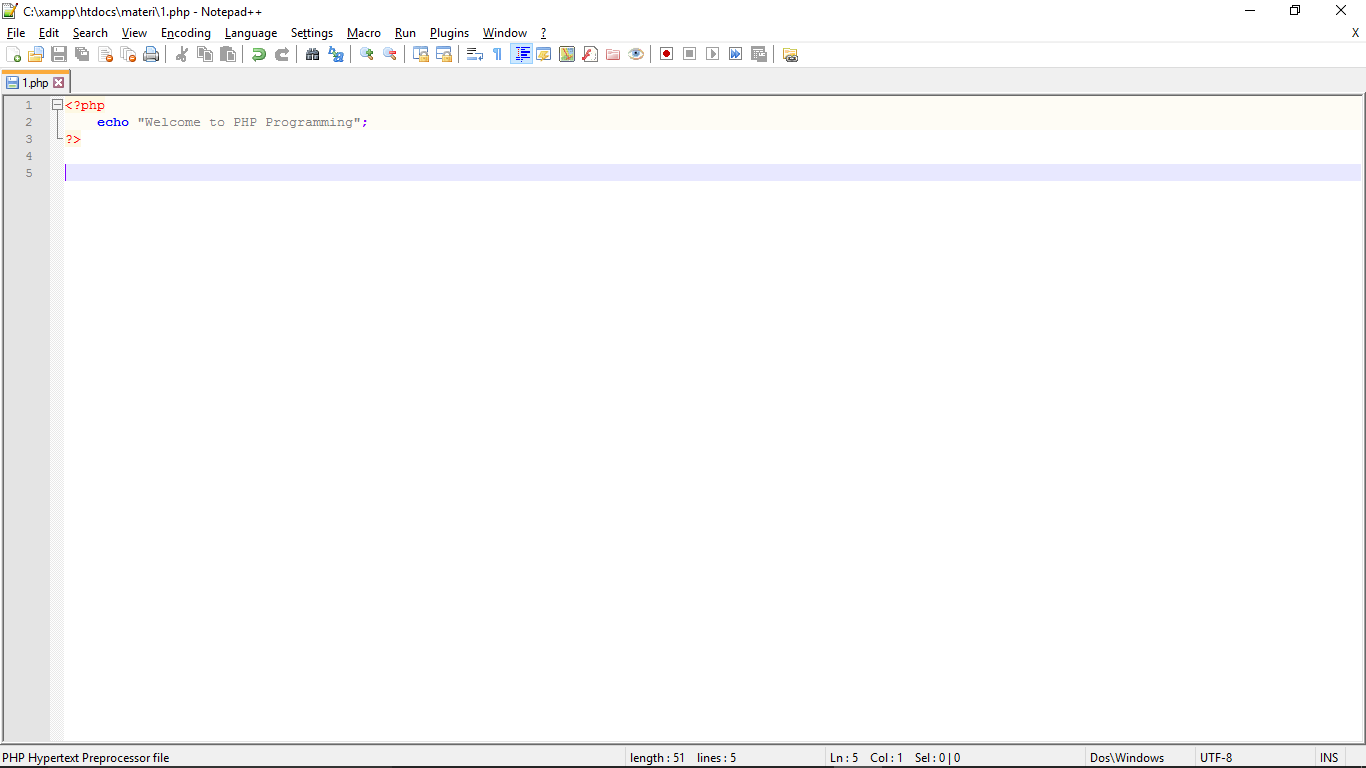 C:\xampp\htdocs\materi\1.php - Notepad++
File Edit Search View Encoding Language Settings Macro Run Plugins Window ? X
1.php
1 <?php
2 echo "Welcome to PHP Programming";
3 ?>
4
5
PHP Hypertext Preprocessor file length : 51 lines : 5 Ln : 5 Col : 1 Sel : 0 | 0 Dos\Windows UTF-8 INS